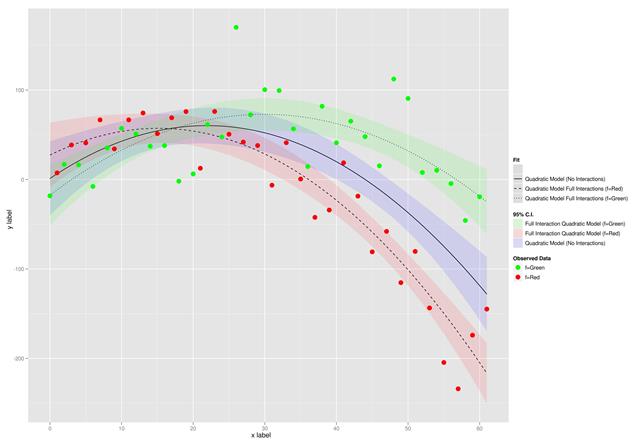 100
0
-100
-200
y label
0
10
20
30
40
50
60
x label
Fit
Quadratic Model (No Interactions)
Quadratic Model Full Interactions (f=Red)
Quadratic Model Full Interactions (f=Green)
95% C.I.
Full Interaction Quadratic Model (f=Green)
Full Interaction Quadratic Model (f=Red)
Quadratic Model (No Interactions)
Observed Data
f=Green
f=Red